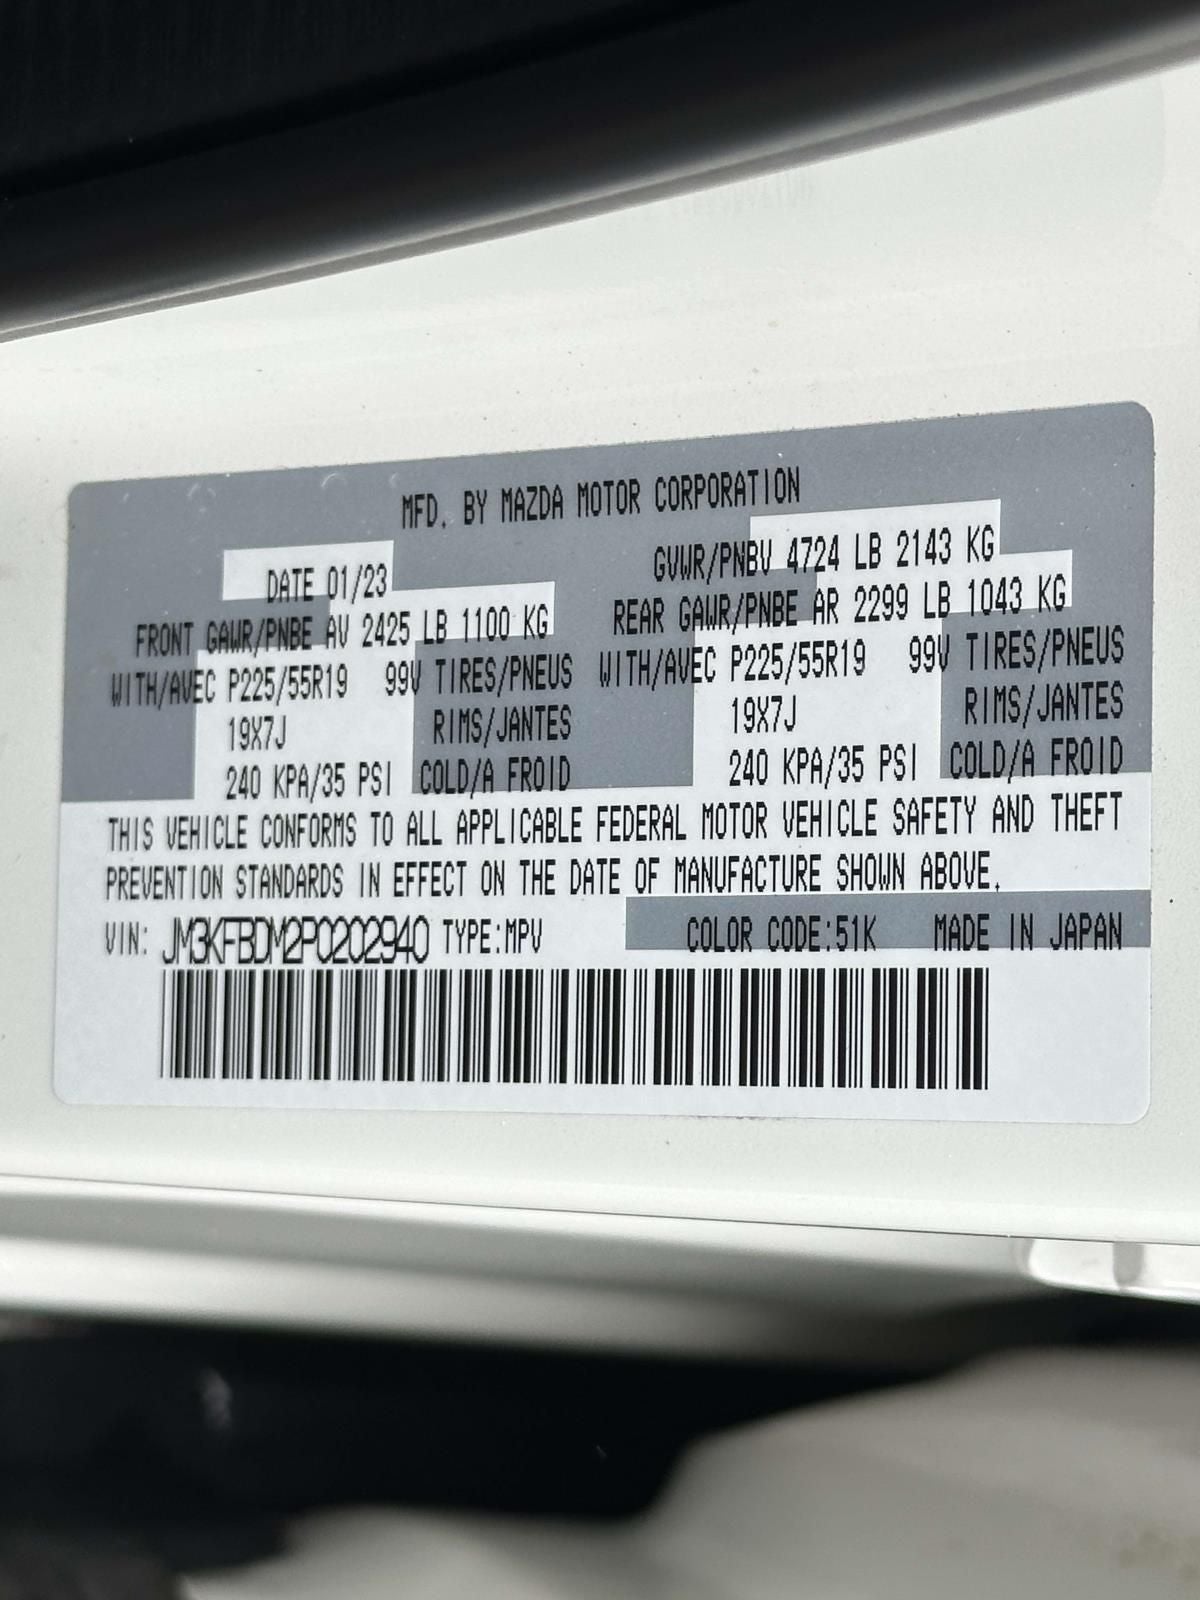 MFD. BY MAZDA MOTOR CORPORATION
DATE 01/23 GVWR/PNBV 4724 LB 2143 KG
FRONT GAWR/PNBE AV 2425 LB 1100 KG REAR GAWR/PNBE AR 2299 LB 1043 KG
WITH/AVEC P225/55R19 99V TIRES/PNEUS WITH/AVEC P225/55R19 99V TIRES/PNEUS
19X7J RIMS/JANTES 19X7J RIMS/JANTES
240 KPA/35 PSI COLD/A FROID 240 KPA/35 PSI COLD/A FROID
THIS VEHICLE CONFORMS TO ALL APPLICABLE FEDERAL MOTOR VEHICLE SAFETY AND THEFT
PREVENTION STANDARDS IN EFFECT ON THE DATE OF MANUFACTURE SHOWN ABOVE.
VIN: JM3KFBDM2P0202940 TYPE:MPV COLOR CODE:51K MADE IN JAPAN